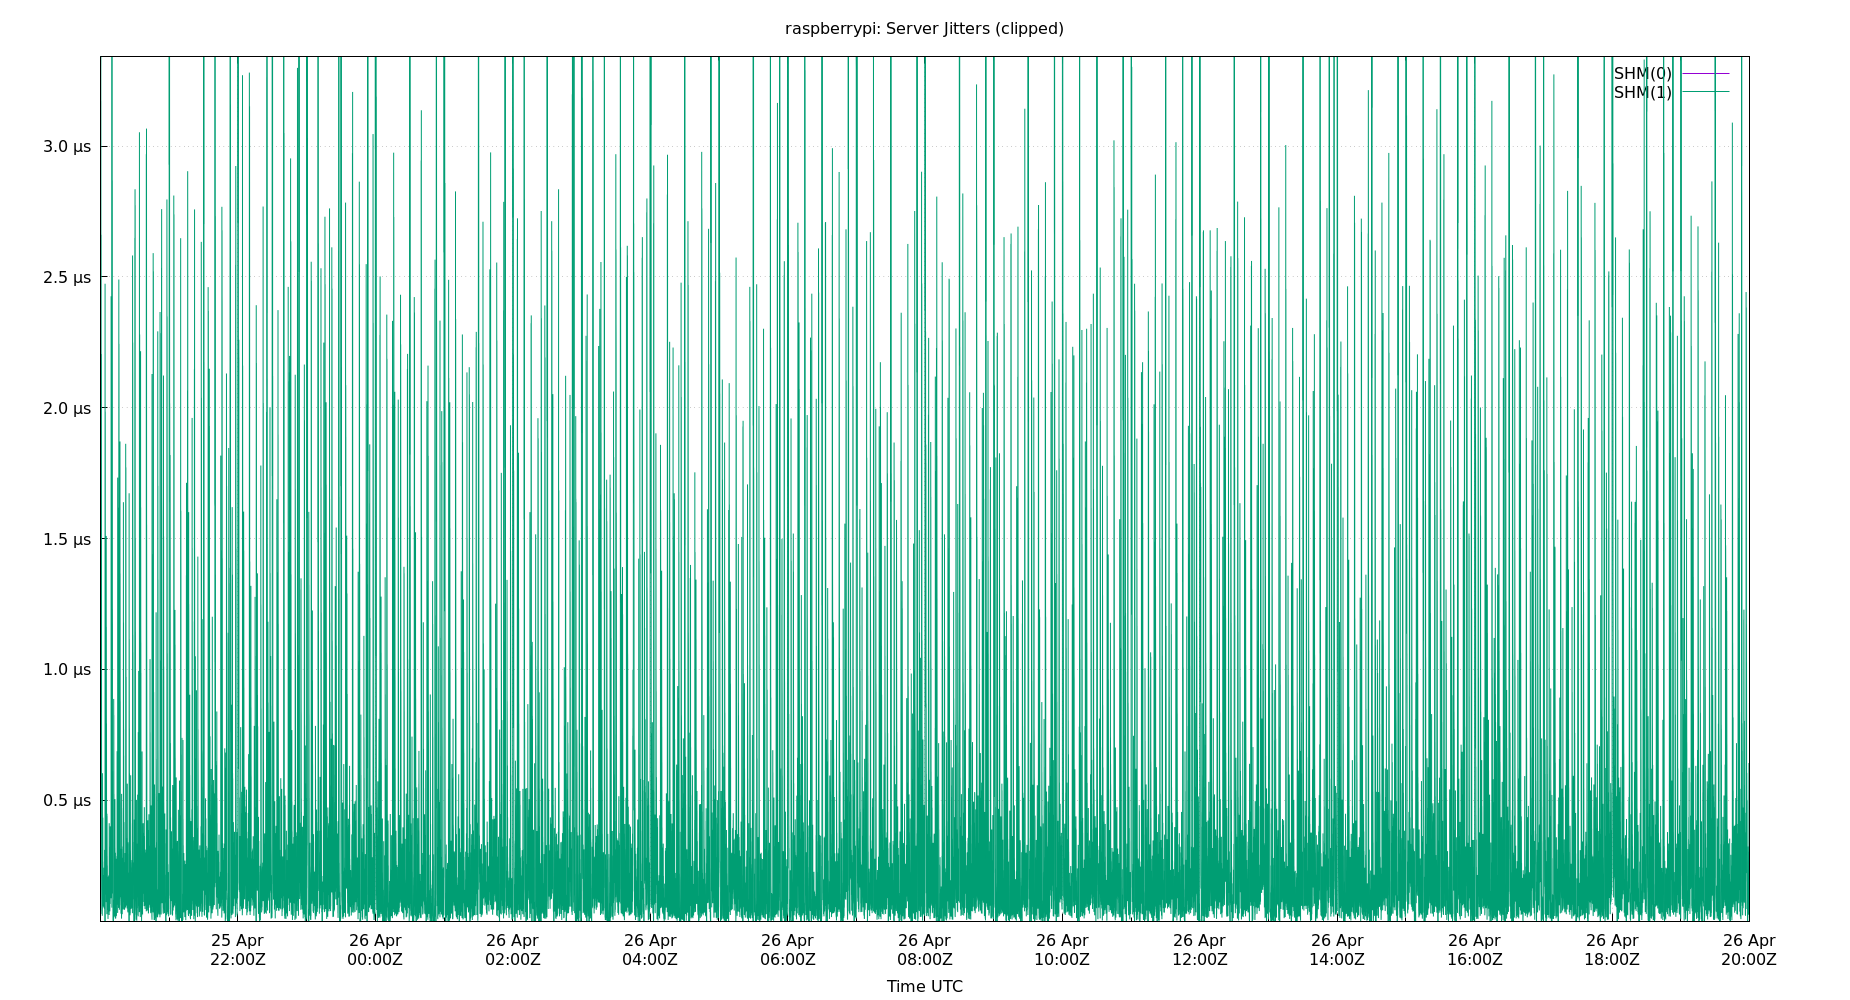 raspberrypi: Server Jitters (clipped)
SHM(0)
SHM(1)
3.0 µs
2.5 µs
2.0 µs
1.5 µs
1.0 µs
0.5 µs
25 Apr 26 Apr 26 Apr 26 Apr 26 Apr 26 Apr 26 Apr 26 Apr 26 Apr 26 Apr 26 Apr 26 Apr
22:00Z 00:00Z 02:00Z 04:00Z 06:00Z 08:00Z 10:00Z 12:00Z 14:00Z 16:00Z 18:00Z 20:00Z
Time UTC